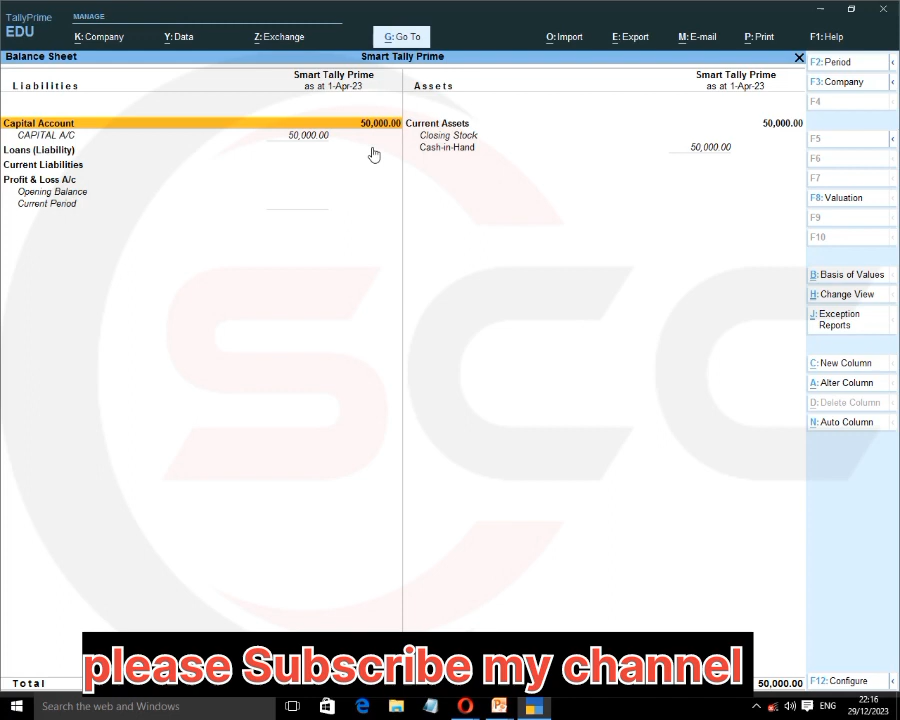 TallyPrime
EDU
MANAGE
K: Company
Y: Data
Z: Exchange
G: Go To
O: Import
E: Export
M: E-mail
P: Print
F1: Help
Balance Sheet
Smart Tally Prime
Liabilities
Smart Tally Prime
as at 1-Apr-23
Assets
Smart Tally Prime
as at 1-Apr-23
Capital Account 50,000.00
CAPITAL A/C 50,000.00
Loans (Liability)
Current Liabilities
Profit & Loss A/c
Opening Balance
Current Period
Current Assets 50,000.00
Closing Stock
Cash-in-Hand 50,000.00
SCC
F2: Period
F3: Company
F4
F5
F6
F7
F8: Valuation
F9
F10
B: Basis of Values
H: Change View
J: Exception
Reports
C: New Column
A: Alter Column
D: Delete Column
N: Auto Column
F12: Configure
please Subscribe my channel
Total 50,000.00
Search the web and Windows
ENG
22:16
29/12/2023